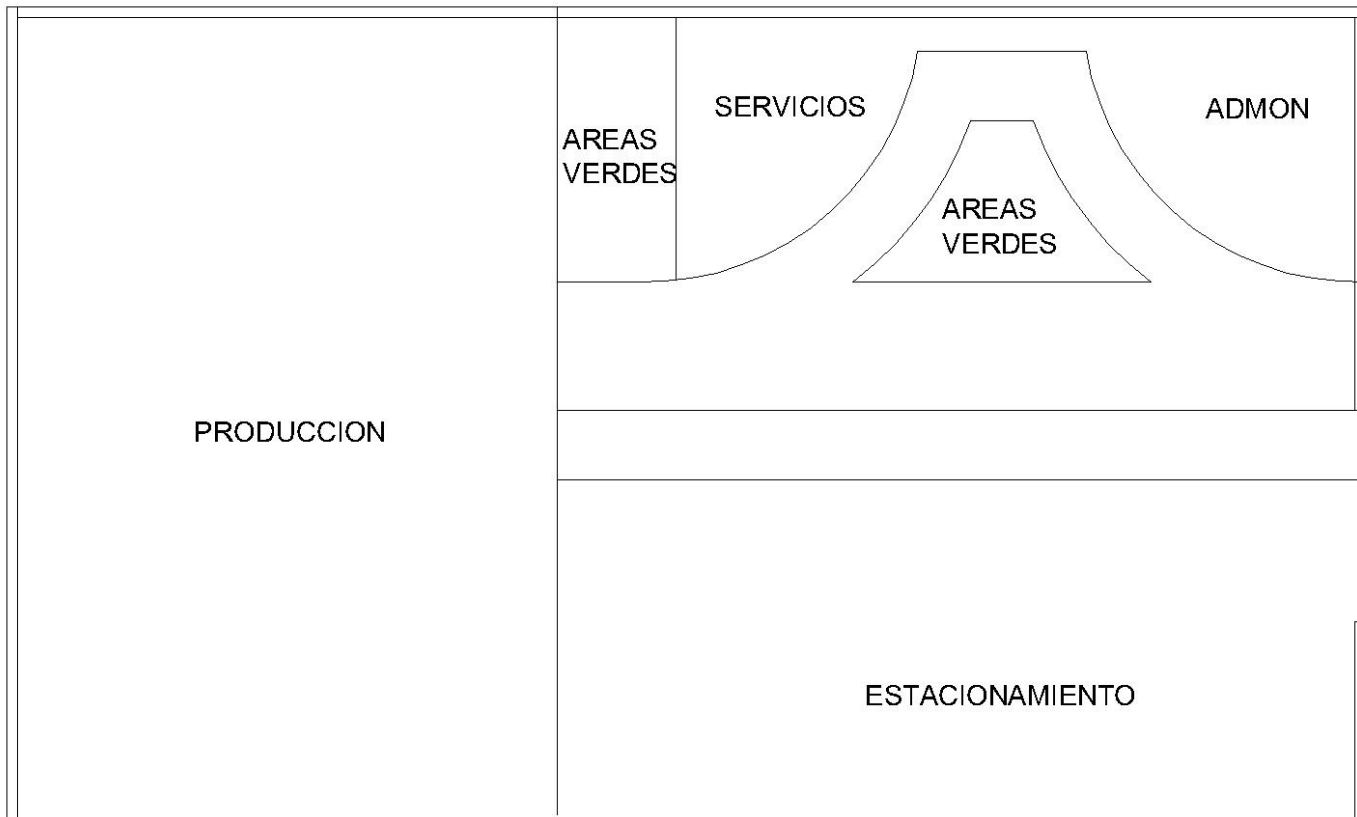 SERVICIOS
ADMON
AREAS
VERDES
AREAS
VERDES
PRODUCCION
ESTACIONAMIENTO